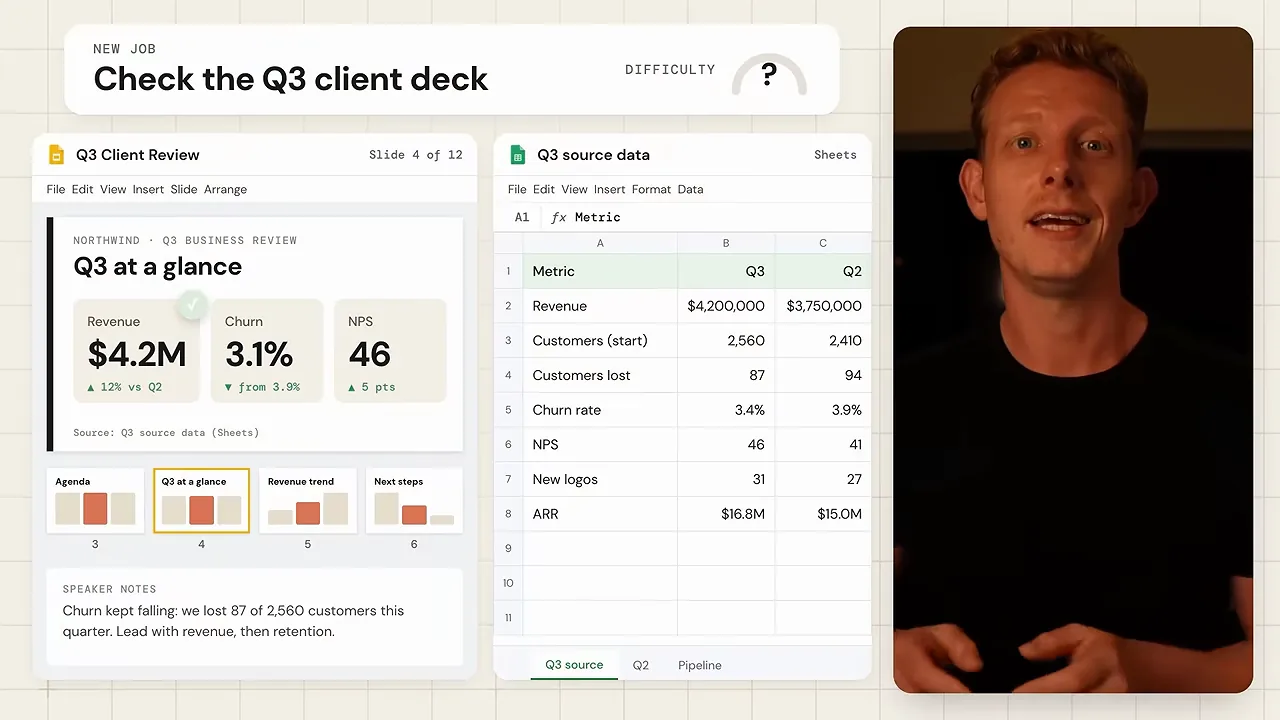 NEW JOB
Check the Q3 client deck
DIFFICULTY
?
Q3 Client Review
Slide 4 of 12
File Edit View Insert Slide Arrange
NORTHWIND · Q3 BUSINESS REVIEW
Q3 at a glance
Revenue
$4.2M
▲ 12% vs Q2
Churn
3.1%
▼ from 3.9%
NPS
46
▲ 5 pts
Source: Q3 source data (Sheets)
Agenda
3
Q3 at a glance
4
Revenue trend
5
Next steps
6
SPEAKER NOTES
Churn kept falling: we lost 87 of 2,560 customers this
quarter. Lead with revenue, then retention.
Q3 source data
Sheets
File Edit View Insert Format Data
A1 fx Metric
A B C
1 Metric Q3 Q2
2 Revenue $4,200,000 $3,750,000
3 Customers (start) 2,560 2,410
4 Customers lost 87 94
5 Churn rate 3.4% 3.9%
6 NPS 46 41
7 New logos 31 27
8 ARR $16.8M $15.0M
9
10
11
Q3 source Q2 Pipeline